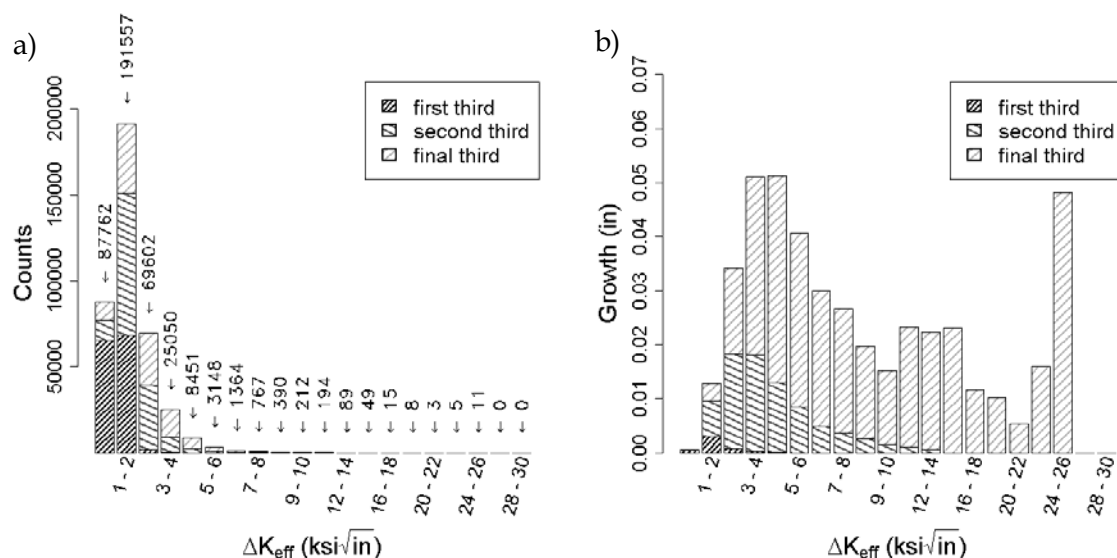 a)
Counts
200000
150000
100000
50000
← 87762
← 191557
← 69602
← 25050
← 8451
← 3148
← 1364
← 767
← 390
← 212
← 194
← 89
← 49
← 15
← 8
← 3
← 5
← 11
← 0
← 0
first third
second third
final third
1 - 2
3 - 4
5 - 6
7 - 8
9 - 10
12 - 14
16 - 18
20 - 22
24 - 26
28 - 30
ΔKeff (ksi√in)
b)
Growth (in)
0.07
0.06
0.05
0.04
0.03
0.02
0.01
0.00
first third
second third
final third
1 - 2
3 - 4
5 - 6
7 - 8
9 - 10
12 - 14
16 - 18
20 - 22
24 - 26
28 - 30
ΔKeff (ksi√in)